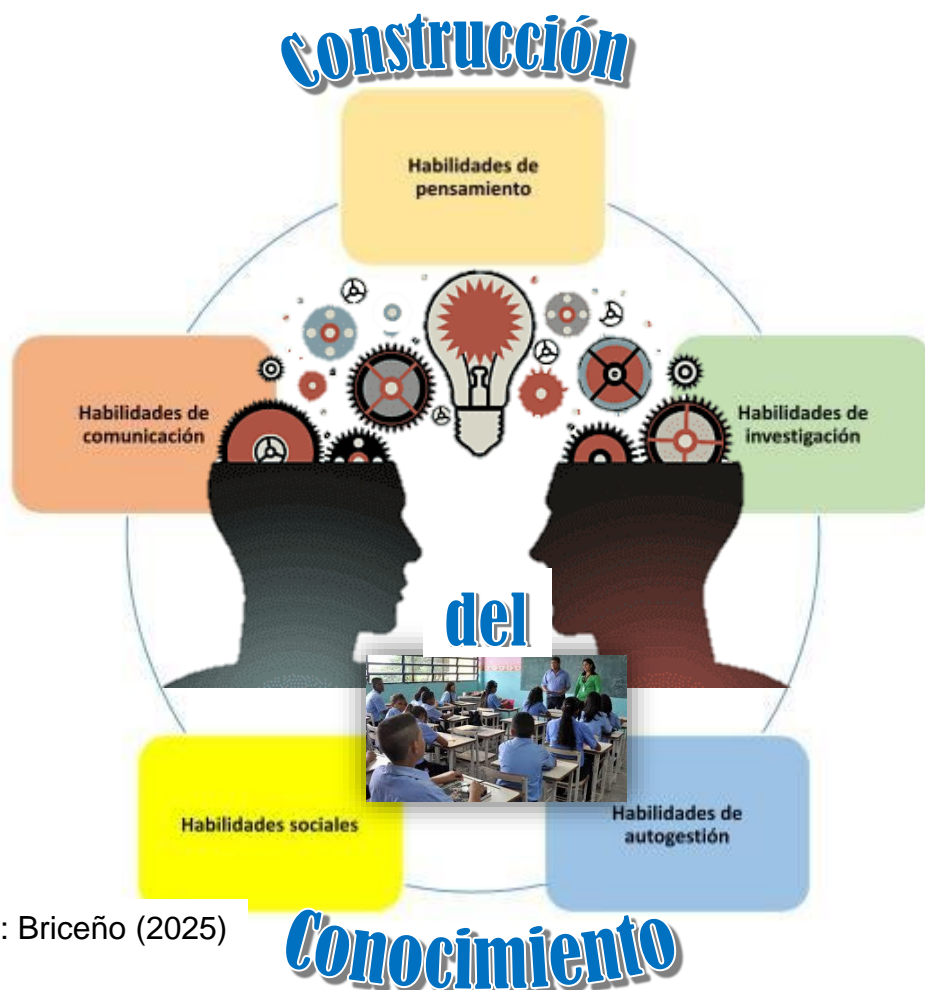 Construcción
Habilidades de
pensamiento
Habilidades de
comunicación
Habilidades de
investigación
del
Habilidades sociales
Habilidades de
autogestión
: Briceño (2025)
Conocimiento